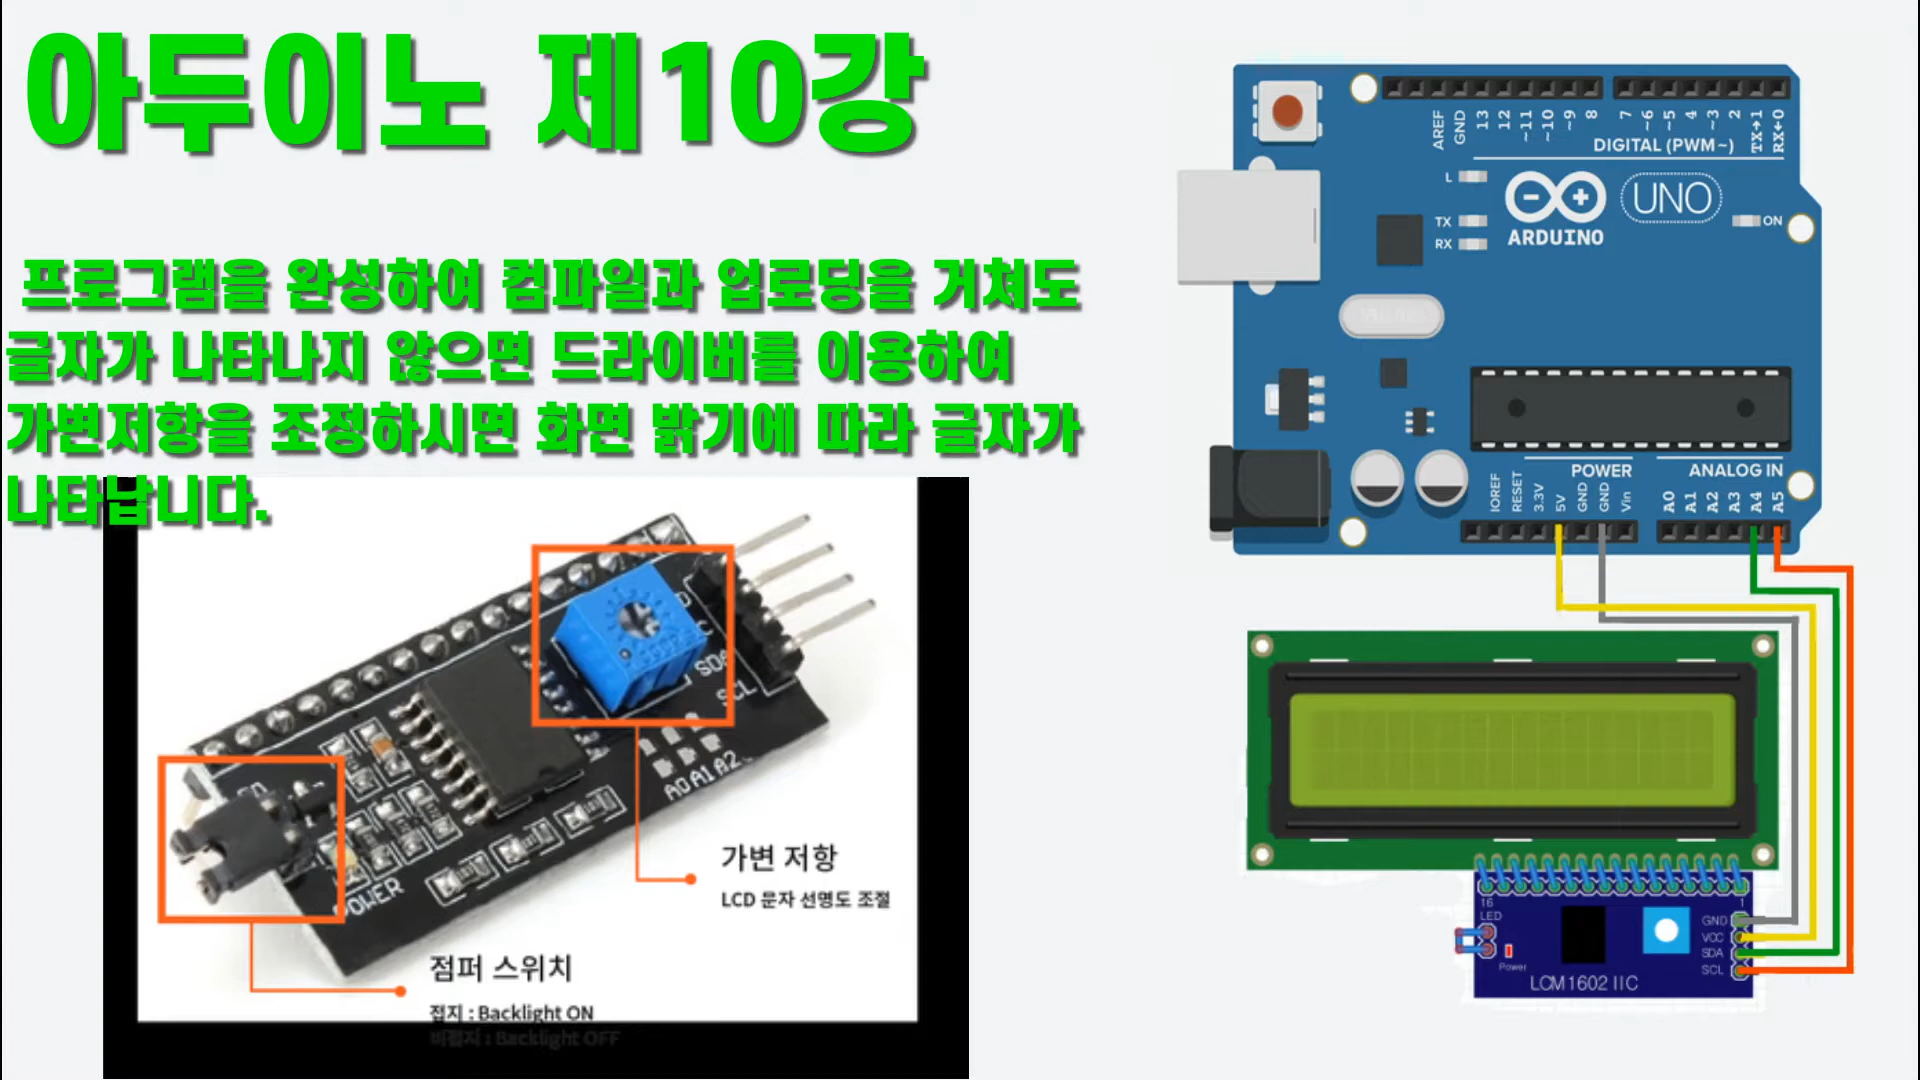 아두이노 제10강
프로그램을 완성하여 컴파일과 업로딩을 거쳐도
글자가 나타나지 않으면 드라이버를 이용하여
가변저항을 조정하시면 화면 밝기에 따라 글자가
나타납니다.
SDA
SCL
A0 A1 A2
POWER
가변 저항
LCD 문자 선명도 조절
점퍼 스위치
접지 : Backlight ON
비접지 : Backlight OFF
AREF
GND
13
12
~11
~10
~9
8
7
~6
~5
4
~3
2
TX→1
RX←0
DIGITAL (PWM~)
L
TX
RX
ARDUINO
UNO
ON
POWER
ANALOG IN
IOREF
RESET
3.3V
5V
GND
GND
Vin
A0
A1
A2
A3
A4
A5
16
LED
1
GND
VCC
SDA
SCL
Power
LCM1602 IIC